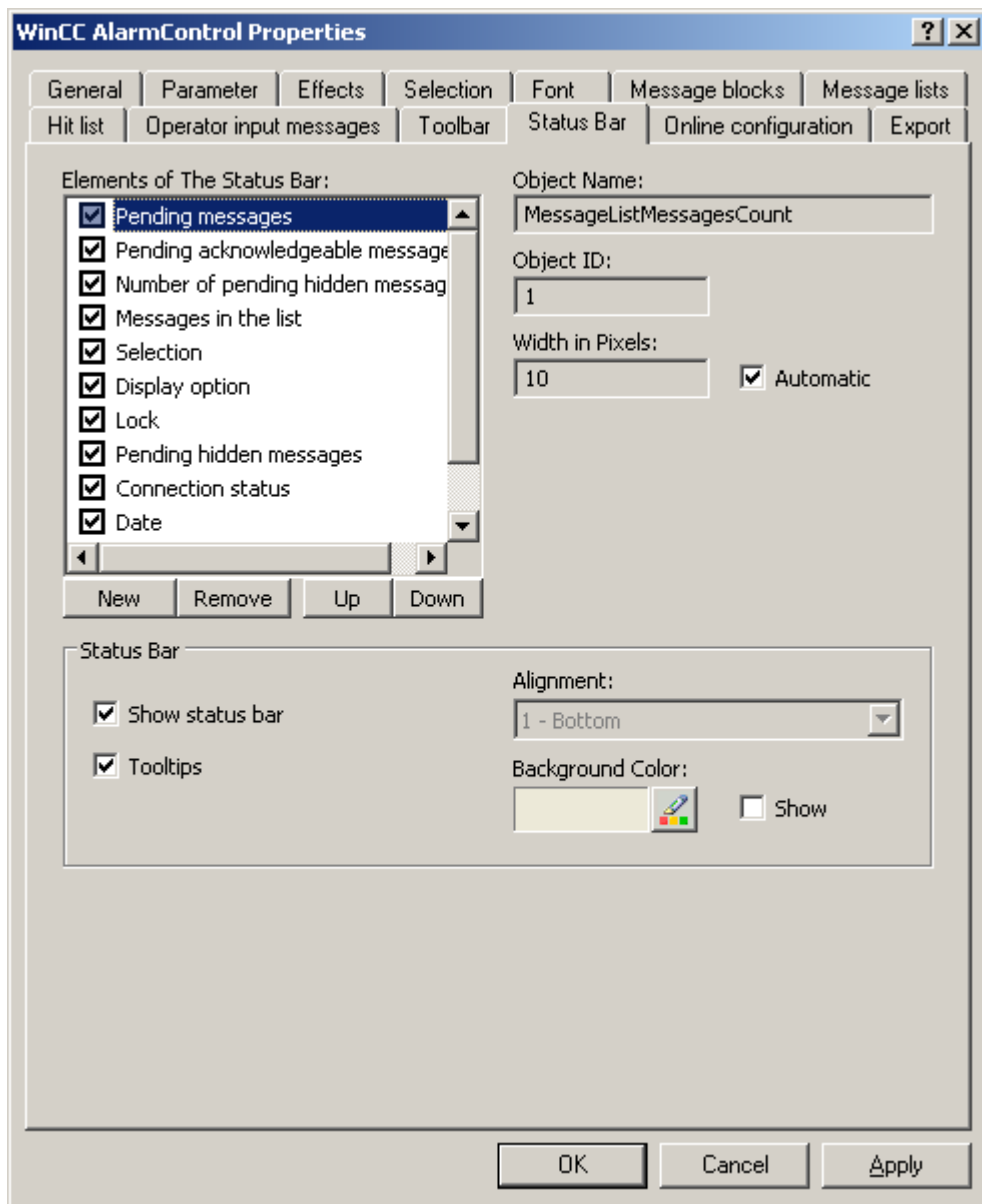 WinCC AlarmControl Properties
General Parameter Effects Selection Font Message blocks Message lists
Hit list Operator input messages Toolbar Status Bar Online configuration Export
Elements of The Status Bar:
Pending messages
Pending acknowledgeable message
Number of pending hidden messag
Messages in the list
Selection
Display option
Lock
Pending hidden messages
Connection status
Date
New Remove Up Down
Object Name:
MessageListMessagesCount
Object ID:
1
Width in Pixels:
10 Automatic
Status Bar
Show status bar
Tooltips
Alignment:
1 - Bottom
Background Color:
Show
OK Cancel Apply